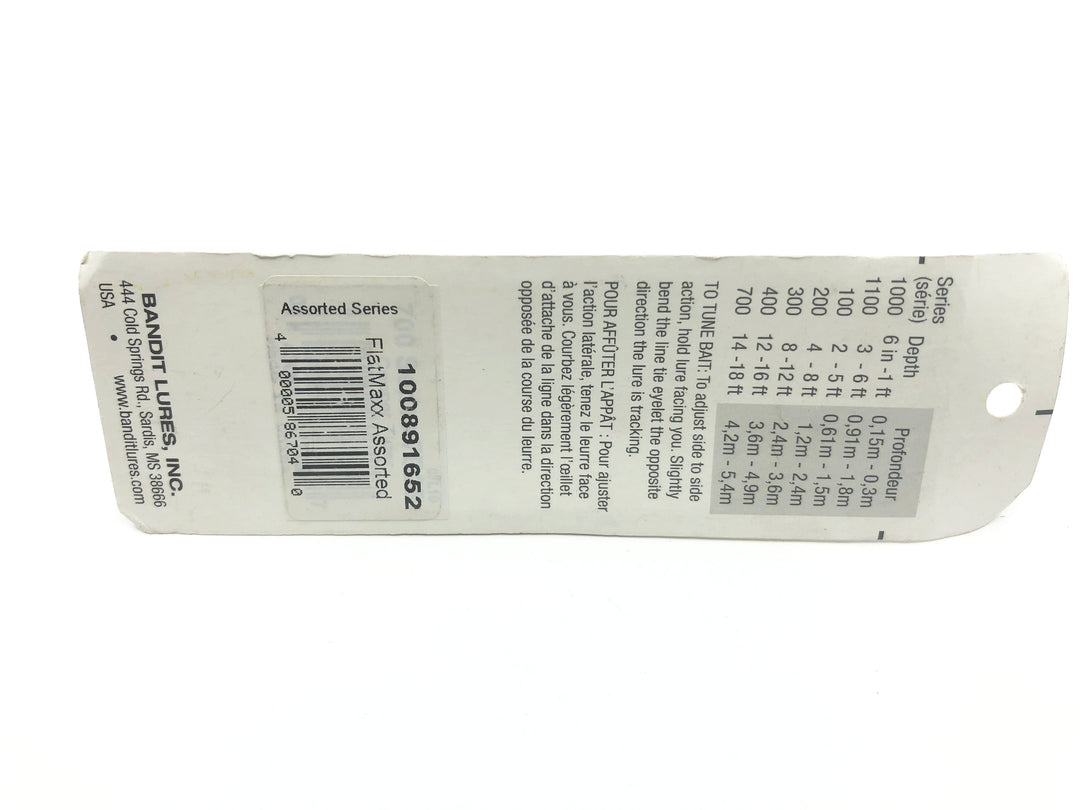 Series
(série) Depth Profondeur
1000 6 in -1 ft 0,15m - 0,3m
1100 3 - 6 ft 0,91m - 1,8m
100 2 - 5 ft 0,61m - 1,5m
200 4 - 8 ft 1,2m - 2,4m
300 8 -12 ft 2,4m - 3,6m
400 12 -16 ft 3,6m - 4,9m
700 14 -18 ft 4,2m - 5,4m
TO TUNE BAIT: To adjust side to side
action, hold lure facing you. Slightly
bend the line tie eyelet the opposite
direction the lure is tracking.
POUR AFFÛTER L'APPÂT : Pour ajuster
l'action latérale, tenez le leurre face
à vous. Courbez légèrement l'œillet
d'attache de la ligne dans la direction
opposée de la course du leurre.
100891652
FlatMaxx Assorted
4 00005 86704 0
Assorted Series
BANDIT LURES, INC.
444 Cold Springs Rd., Sardis, MS 38666
USA • www.banditlures.com